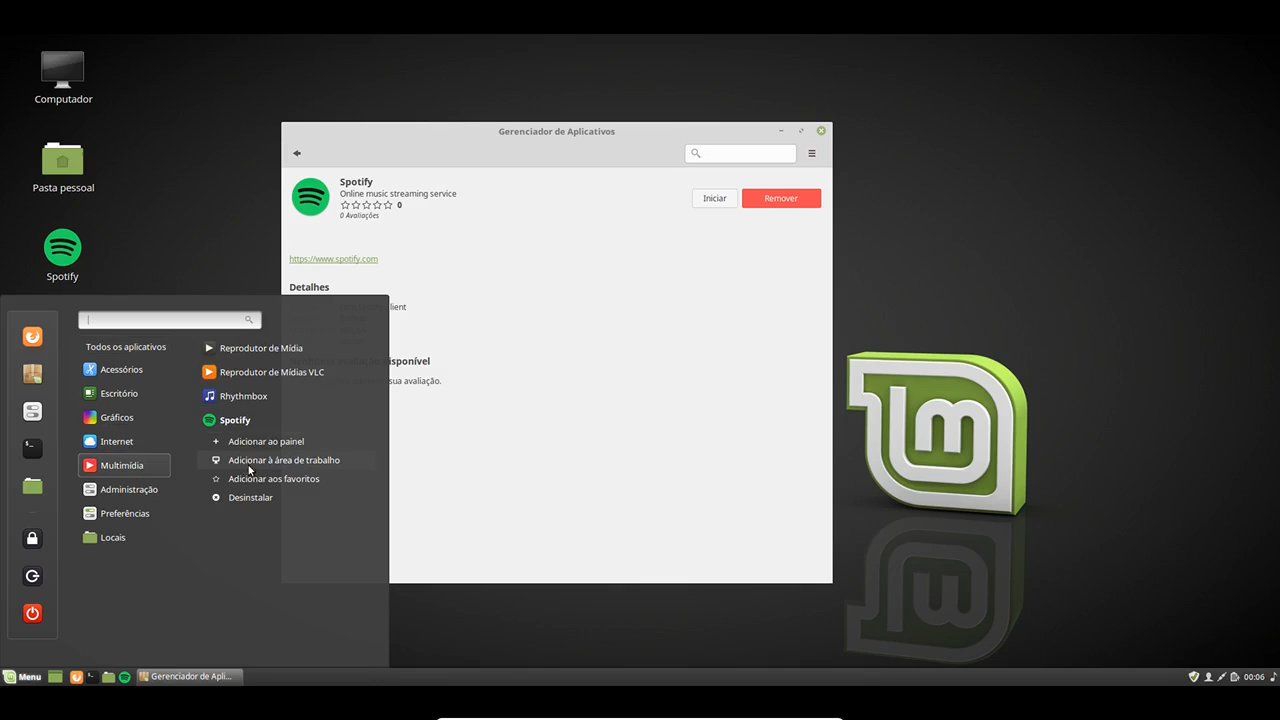 Computador
Pasta pessoal
Spotify
Gerenciador de Aplicativos
Spotify
Online music streaming service
0
0 Avaliações
Iniciar
Remover
https://www.spotify.com
Detalhes
lient
disponível
sua avaliação.
Todos os aplicativos
Acessórios
Escritório
Gráficos
Internet
Multimídia
Administração
Preferências
Locais
Reprodutor de Mídia
Reprodutor de Mídias VLC
Rhythmbox
Spotify
Adicionar ao painel
Adicionar à área de trabalho
Adicionar aos favoritos
Desinstalar
Menu
Gerenciador de Apli...
00:06